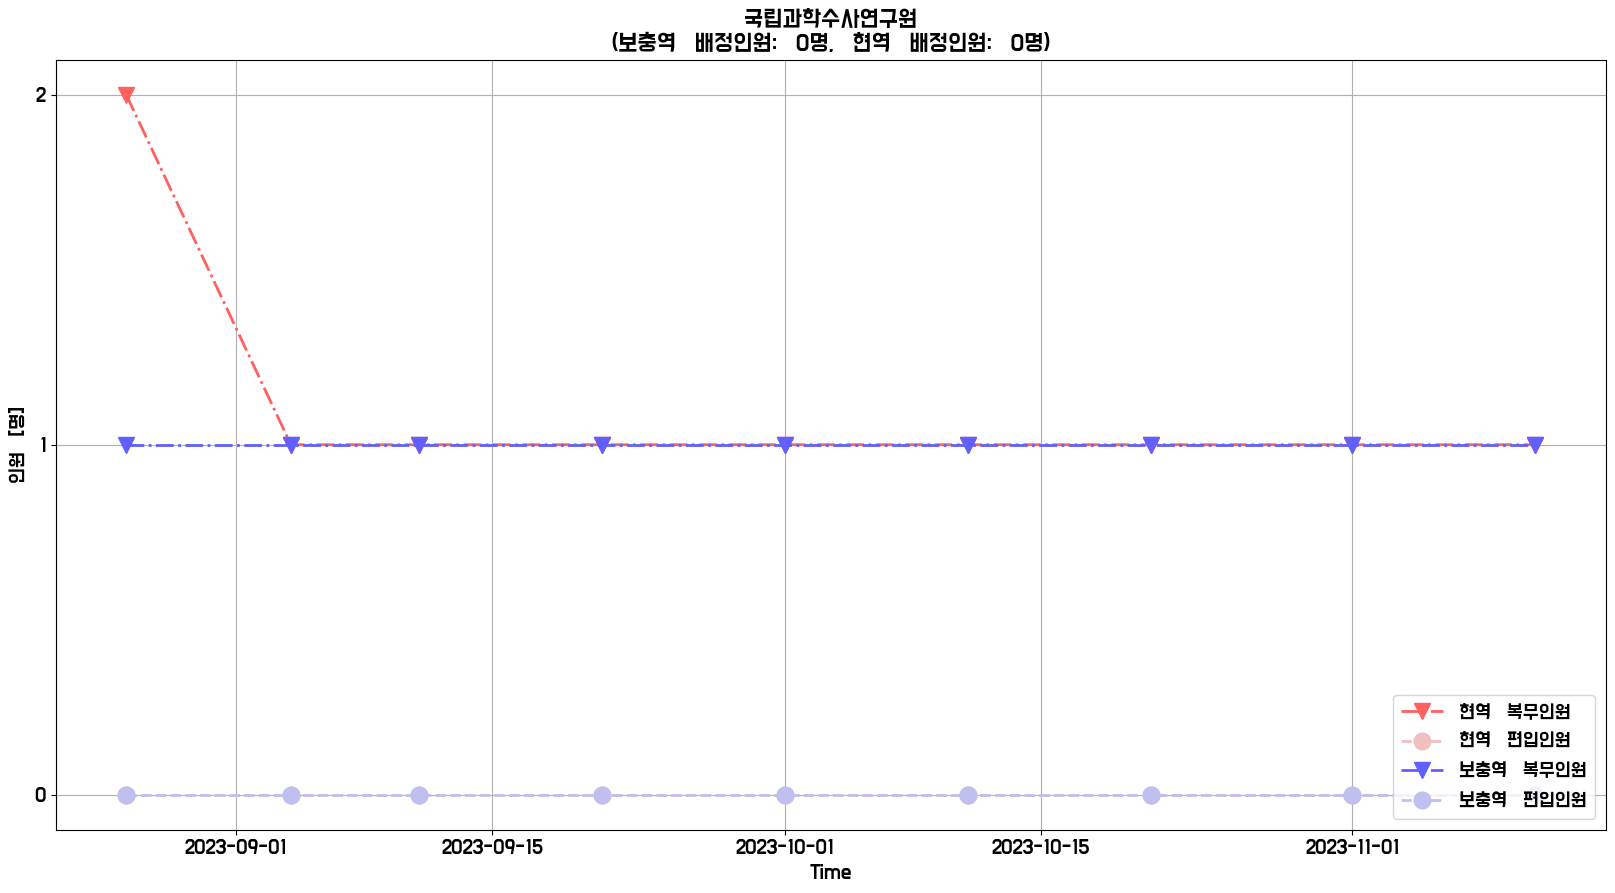 국립과학수사연구원
(보충역 배정인원: 0명, 현역 배정인원: 0명)
인원 [명]
2
1
0
현역 복무인원
현역 편입인원
보충역 복무인원
보충역 편입인원
2023-09-01 2023-09-15 2023-10-01 2023-10-15 2023-11-01
Time